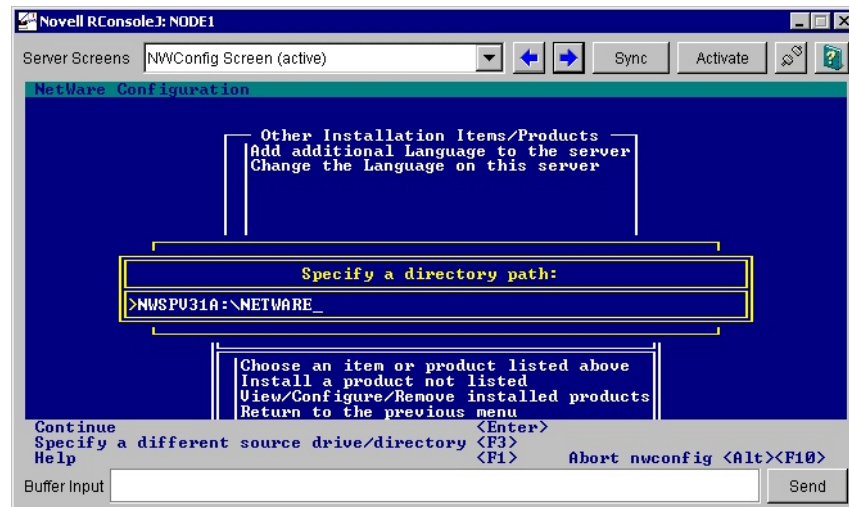 Novell RConsoleJ: NODE1
Server Screens NWConfig Screen (active) Sync Activate
NetWare Configuration
Other Installation Items/Products
Add additional Language to the server
Change the Language on this server
Specify a directory path:
>NWSPV31A:\NETWARE_
Choose an item or product listed above
Install a product not listed
View/Configure/Remove installed products
Return to the previous menu
Continue <Enter>
Specify a different source drive/directory <F3>
Help <F1> Abort nwconfig <Alt><F10>
Buffer Input Send